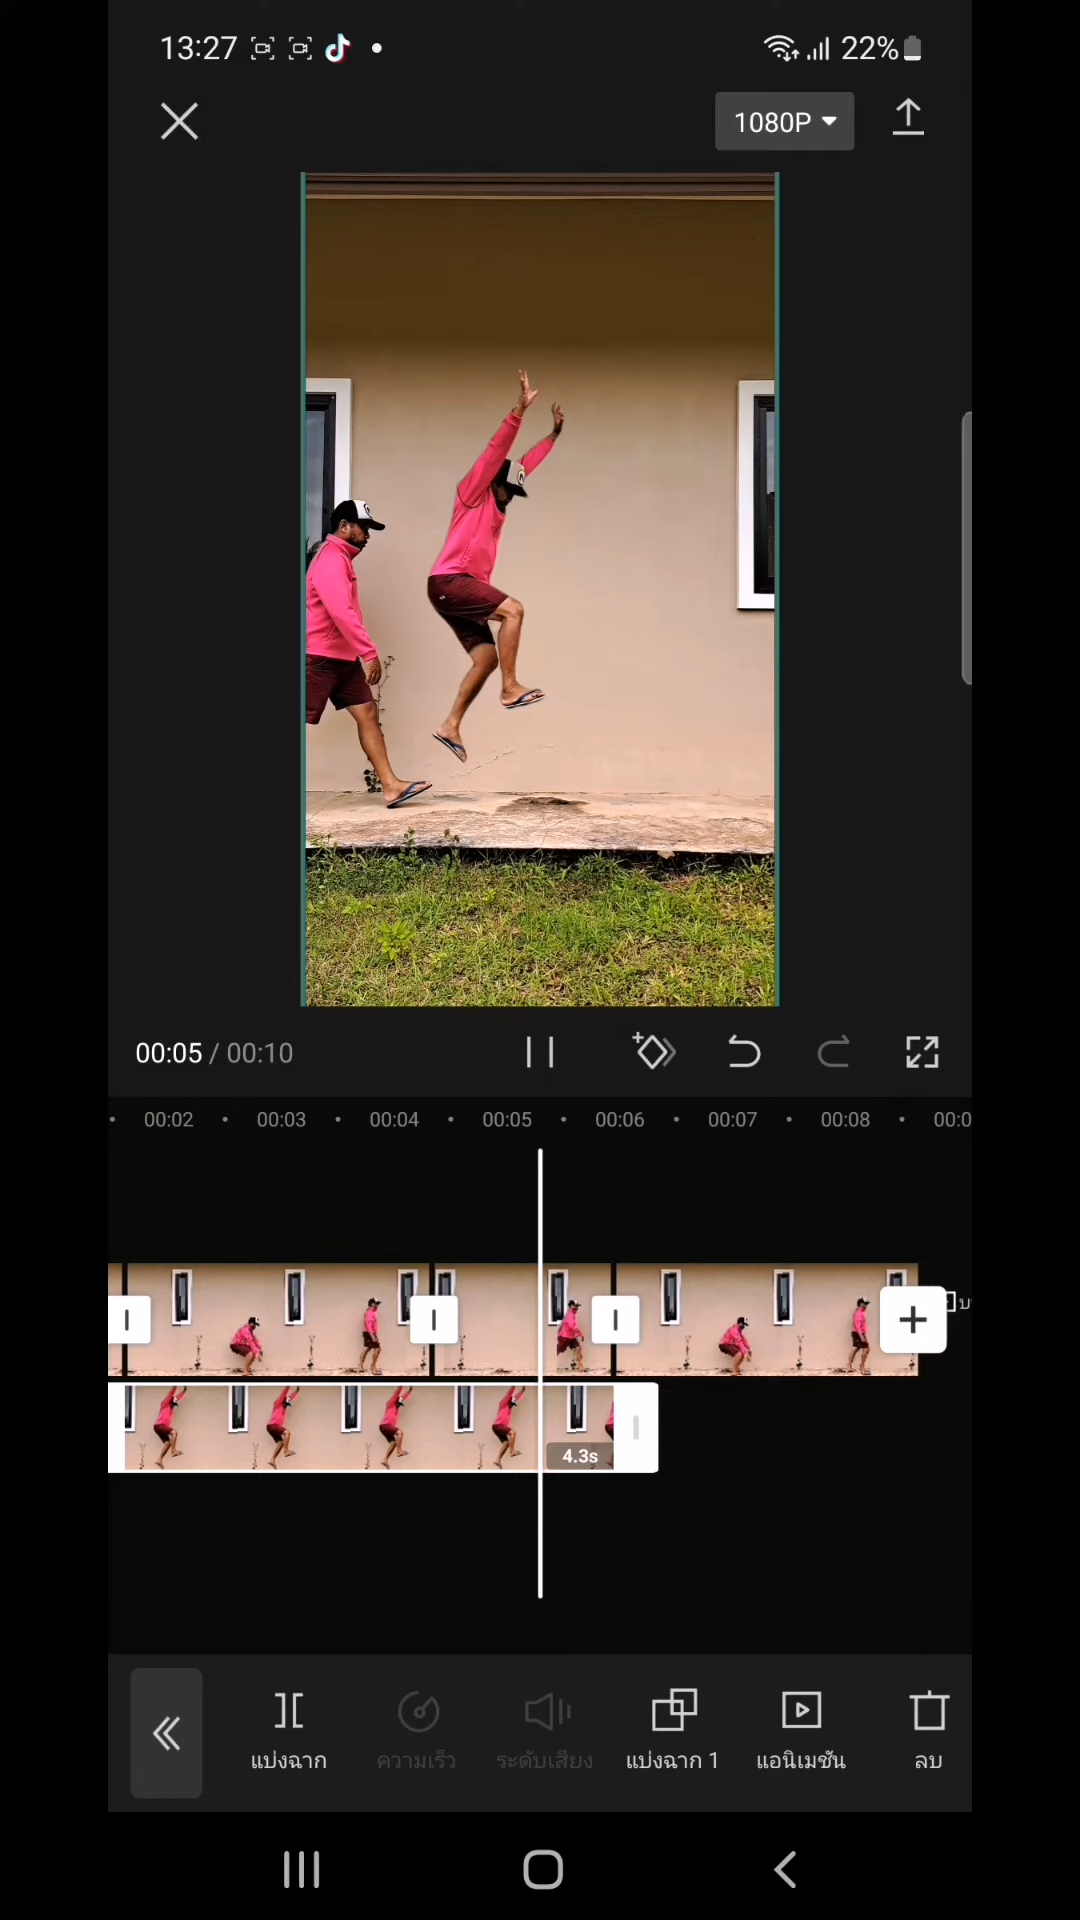 13:27
22%
1080P
00:05 / 00:10
00:02 00:03 00:04 00:05 00:06 00:07 00:08 00:0
4.3s
แบ่งฉาก ความเร็ว ระดับเสียง แบ่งฉาก 1 แอนิเมชัน ลบ